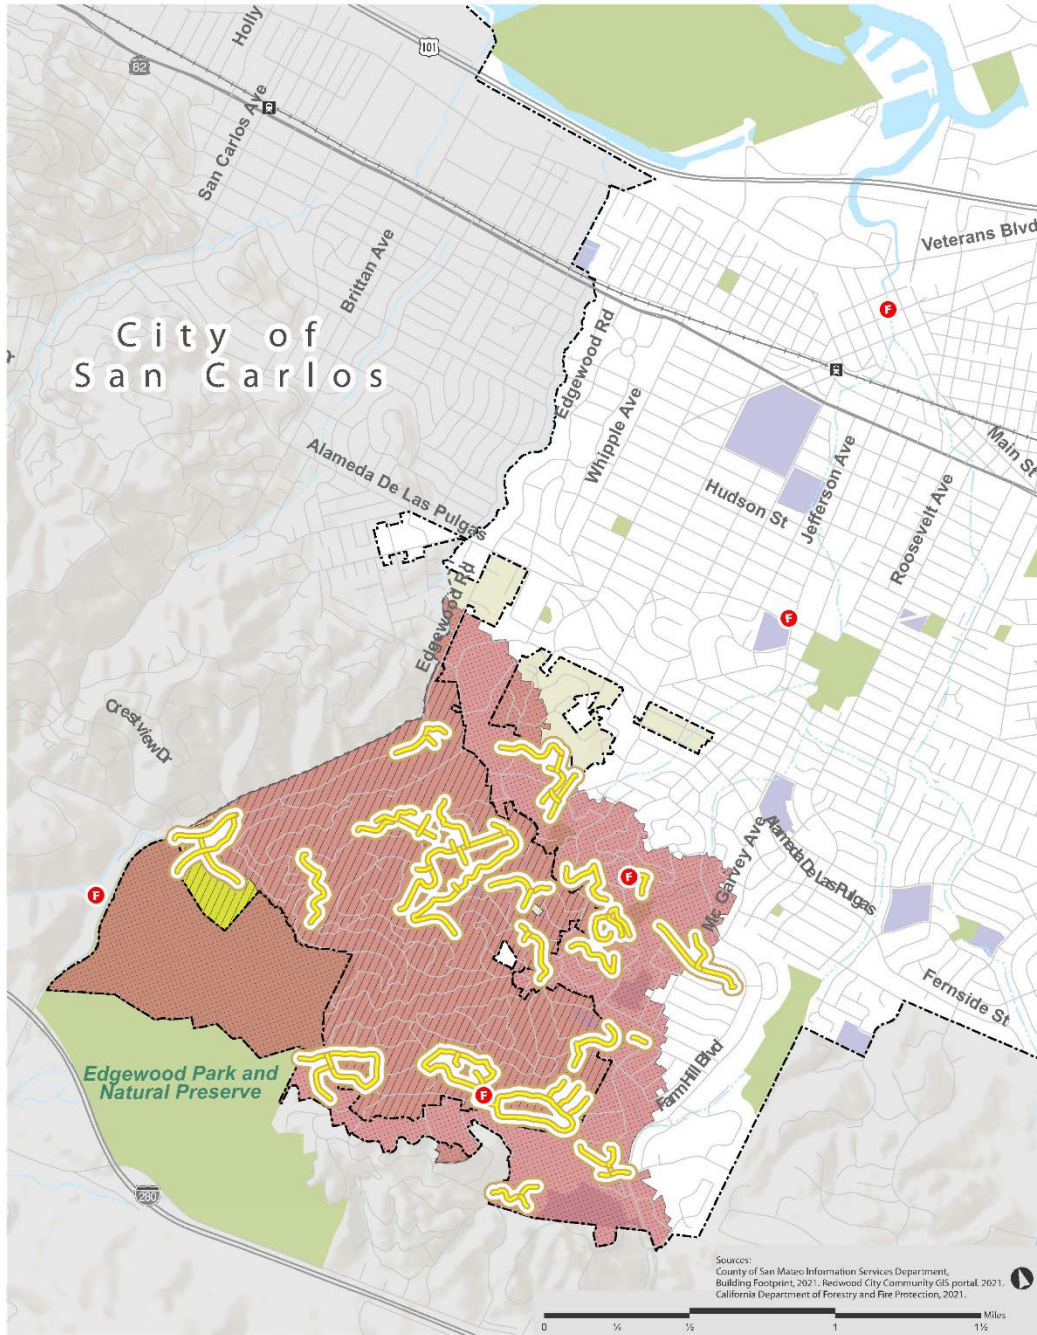 Holly
101
82
San Carlos Ave
Veterans Blvd
Brittan Ave
F
City of
San Carlos
Edgewood Rd
Whipple Ave
Main St
Alameda De Las Pulgas
Hudson St
Jefferson Ave
Roosevelt Ave
Edgewood Rd
F
Crestview Dr
Mc Garvey Ave
Alameda De Las Pulgas
F
F
Fernside St
Edgewood Park and
Natural Preserve
Farm Hill Blvd
F
280
Sources:
County of San Mateo Information Services Department,
Building Footprint, 2021. Redwood City Community GIS portal. 2021.
California Department of Forestry and Fire Protection, 2021.
Miles
0 ¼ ½ 1 1½